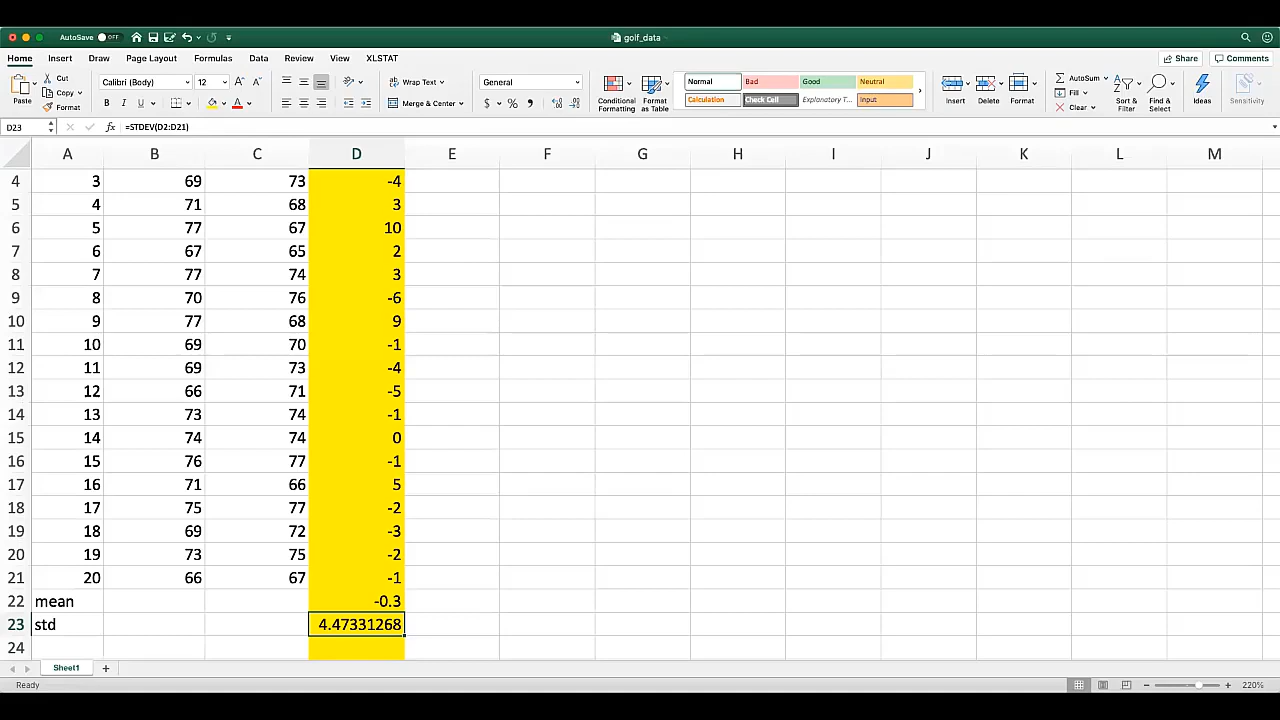 AutoSave OFF
golf_data
Home Insert Draw Page Layout Formulas Data Review View XLSTAT Share Comments
Paste Cut Copy Format
Calibri (Body) 12 A A
B I U A
Wrap Text
Merge & Center
General
$ % 9
Conditional Formatting
Format as Table
Normal Bad Good Neutral
Calculation Check Cell Explanatory T... Input
Insert Delete Format
AutoSum
Fill
Clear
Sort & Filter
Find & Select
Ideas Sensitivity
D23 fx =STDEV(D2:D21)
A B C D E F G H I J K L M
4 3 69 73 -4
5 4 71 68 3
6 5 77 67 10
7 6 67 65 2
8 7 77 74 3
9 8 70 76 -6
10 9 77 68 9
11 10 69 70 -1
12 11 69 73 -4
13 12 66 71 -5
14 13 73 74 -1
15 14 74 74 0
16 15 76 77 -1
17 16 71 66 5
18 17 75 77 -2
19 18 69 72 -3
20 19 73 75 -2
21 20 66 67 -1
22 mean -0.3
23 std 4.47331268
24
Sheet1 +
Ready 220%